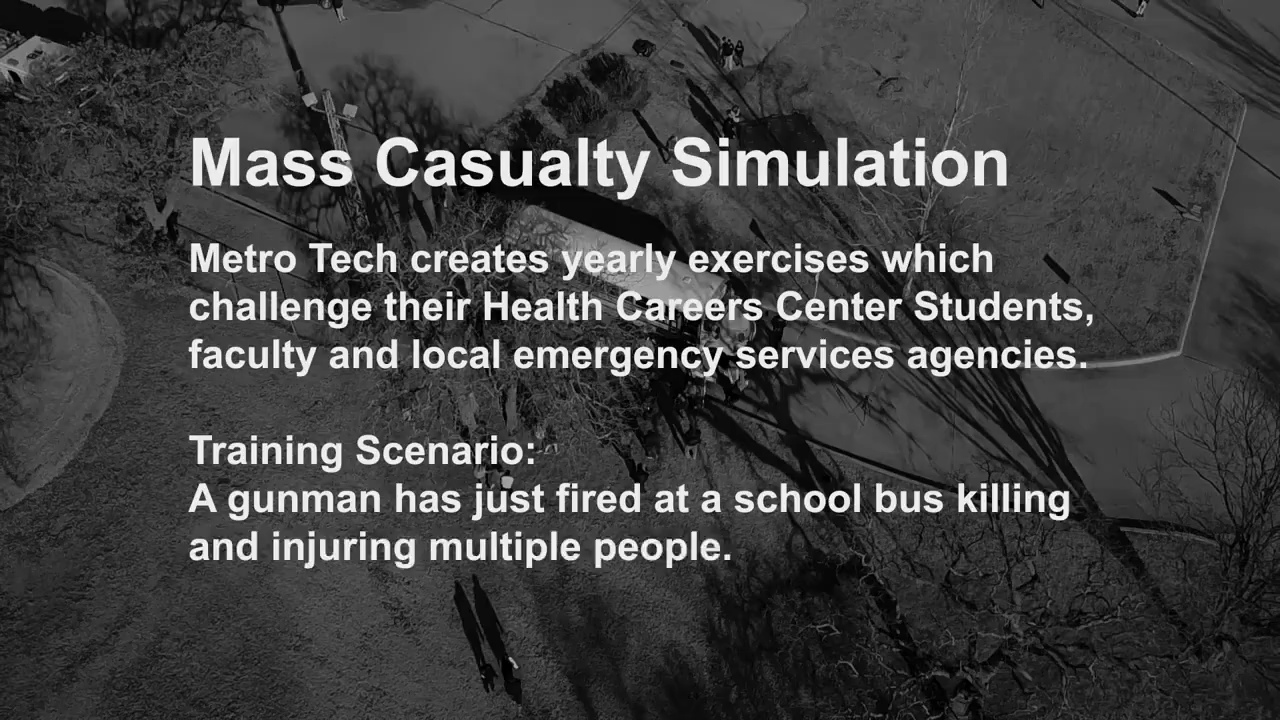 Mass Casualty Simulation
Metro Tech creates yearly exercises which
challenge their Health Careers Center Students,
faculty and local emergency services agencies.
Training Scenario:
A gunman has just fired at a school bus killing
and injuring multiple people.